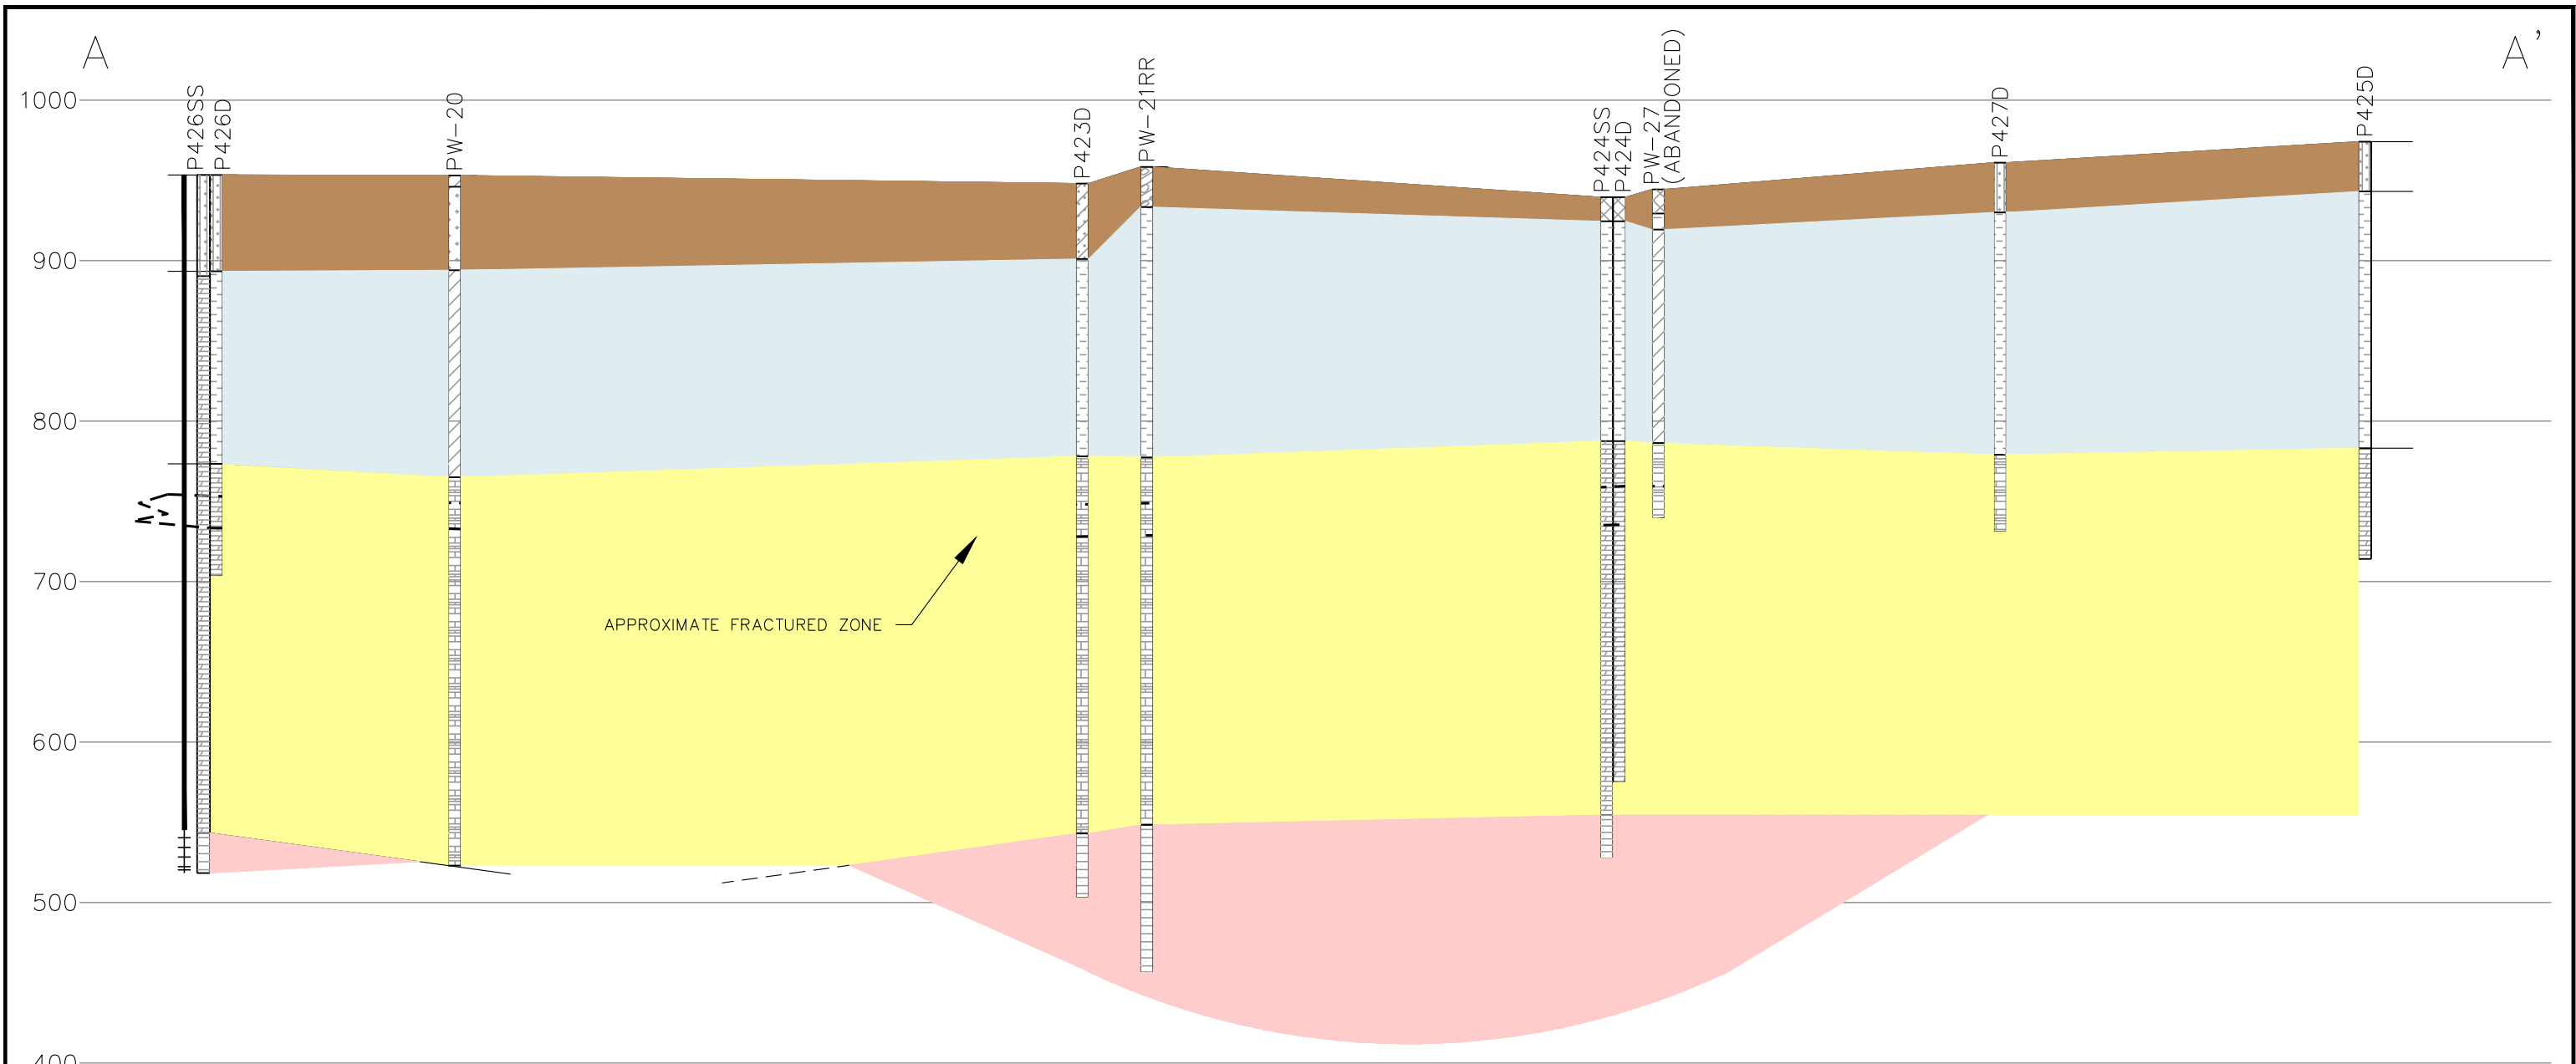 A
A'
P426SS
P426D
PW-20
P423D
PW-21RR
P424SS
P424D
PW-27
(ABANDONED)
P427D
P425D
1000
900
800
700
600
500
400
APPROXIMATE FRACTURED ZONE